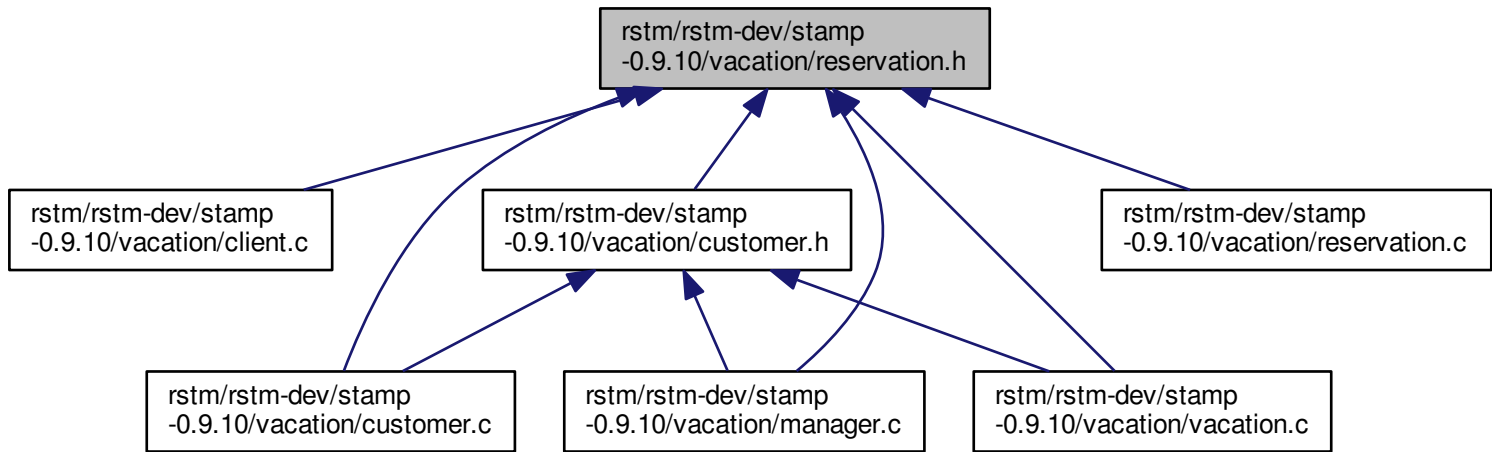 rstm/rstm-dev/stamp
-0.9.10/vacation/reservation.h
rstm/rstm-dev/stamp
-0.9.10/vacation/client.c
rstm/rstm-dev/stamp
-0.9.10/vacation/customer.h
rstm/rstm-dev/stamp
-0.9.10/vacation/reservation.c
rstm/rstm-dev/stamp
-0.9.10/vacation/customer.c
rstm/rstm-dev/stamp
-0.9.10/vacation/manager.c
rstm/rstm-dev/stamp
-0.9.10/vacation/vacation.c